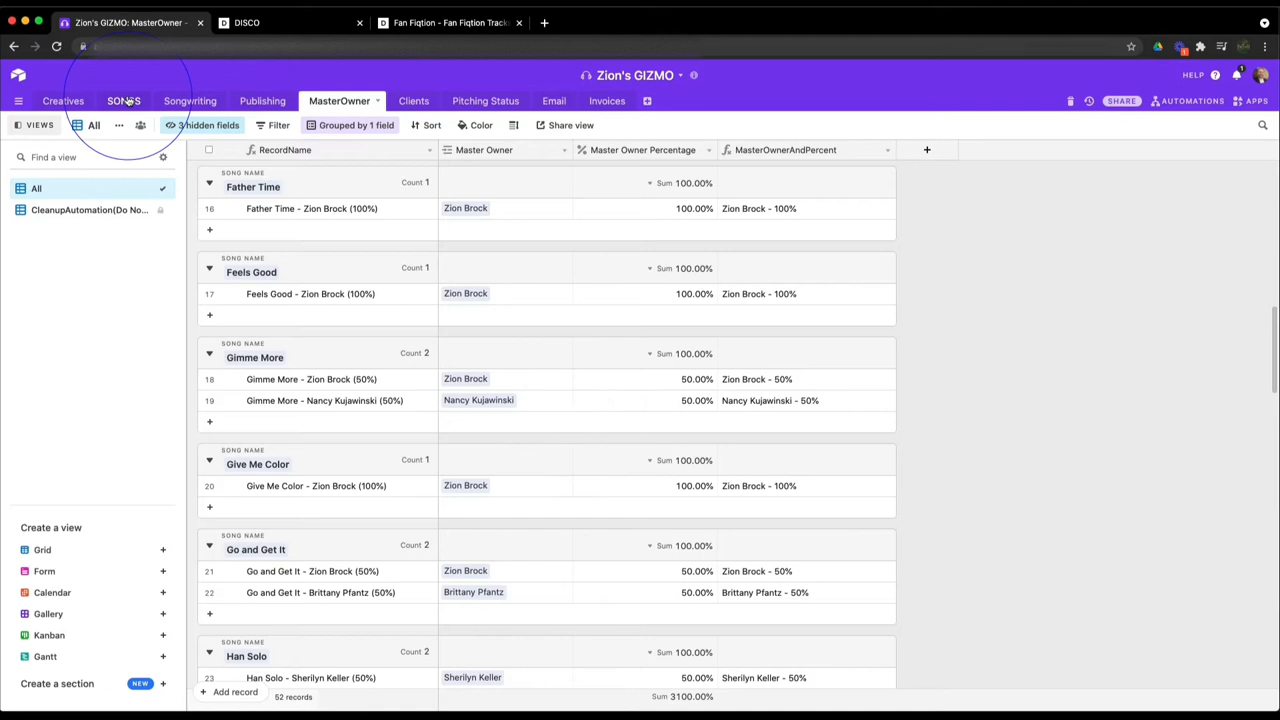 Zion's GIZMO: MasterOwner -
DISCO
Fan Fiqtion - Fan Fiqtion Track
Zion's GIZMO
HELP
1
Creatives
SONGS
Songwriting
Publishing
MasterOwner
Clients
Pitching Status
Email
Invoices
SHARE
AUTOMATIONS
APPS
VIEWS
All
3 hidden fields
Filter
Grouped by 1 field
Sort
Color
Share view
Find a view
All
CleanupAutomation(Do No...
Create a view
Grid
Form
Calendar
Gallery
Kanban
Gantt
Create a section
NEW
RecordName
Master Owner
Master Owner Percentage
MasterOwnerAndPercent
SONG NAME
Father Time
Count 1
Sum 100.00%
16 Father Time - Zion Brock (100%) Zion Brock 100.00% Zion Brock - 100%
SONG NAME
Feels Good
Count 1
Sum 100.00%
17 Feels Good - Zion Brock (100%) Zion Brock 100.00% Zion Brock - 100%
SONG NAME
Gimme More
Count 2
Sum 100.00%
18 Gimme More - Zion Brock (50%) Zion Brock 50.00% Zion Brock - 50%
19 Gimme More - Nancy Kujawinski (50%) Nancy Kujawinski 50.00% Nancy Kujawinski - 50%
SONG NAME
Give Me Color
Count 1
Sum 100.00%
20 Give Me Color - Zion Brock (100%) Zion Brock 100.00% Zion Brock - 100%
SONG NAME
Go and Get It
Count 2
Sum 100.00%
21 Go and Get It - Zion Brock (50%) Zion Brock 50.00% Zion Brock - 50%
22 Go and Get It - Brittany Pfantz (50%) Brittany Pfantz 50.00% Brittany Pfantz - 50%
SONG NAME
Han Solo
Count 2
Sum 100.00%
23 Han Solo - Sherilyn Keller (50%) Sherilyn Keller 50.00% Sherilyn Keller - 50%
Add record
52 records
Sum 3100.00%